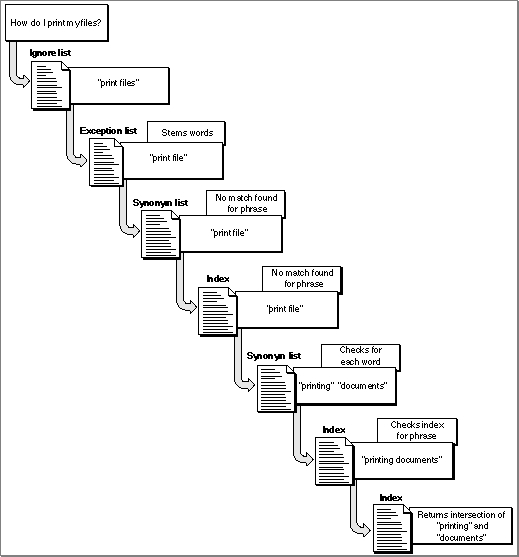 How do I print my files?
Ignore list
"print files"
Exception list
Stems words
"print file"
Synonyn list
No match found
for phrase
"print file"
Index
No match found
for phrase
"print file"
Synonyn list
Checks for
each word
"printing" "documents"
Index
Checks index
for phrase
"printing documents"
Index
Returns intersection of
"printing" and
"documents"